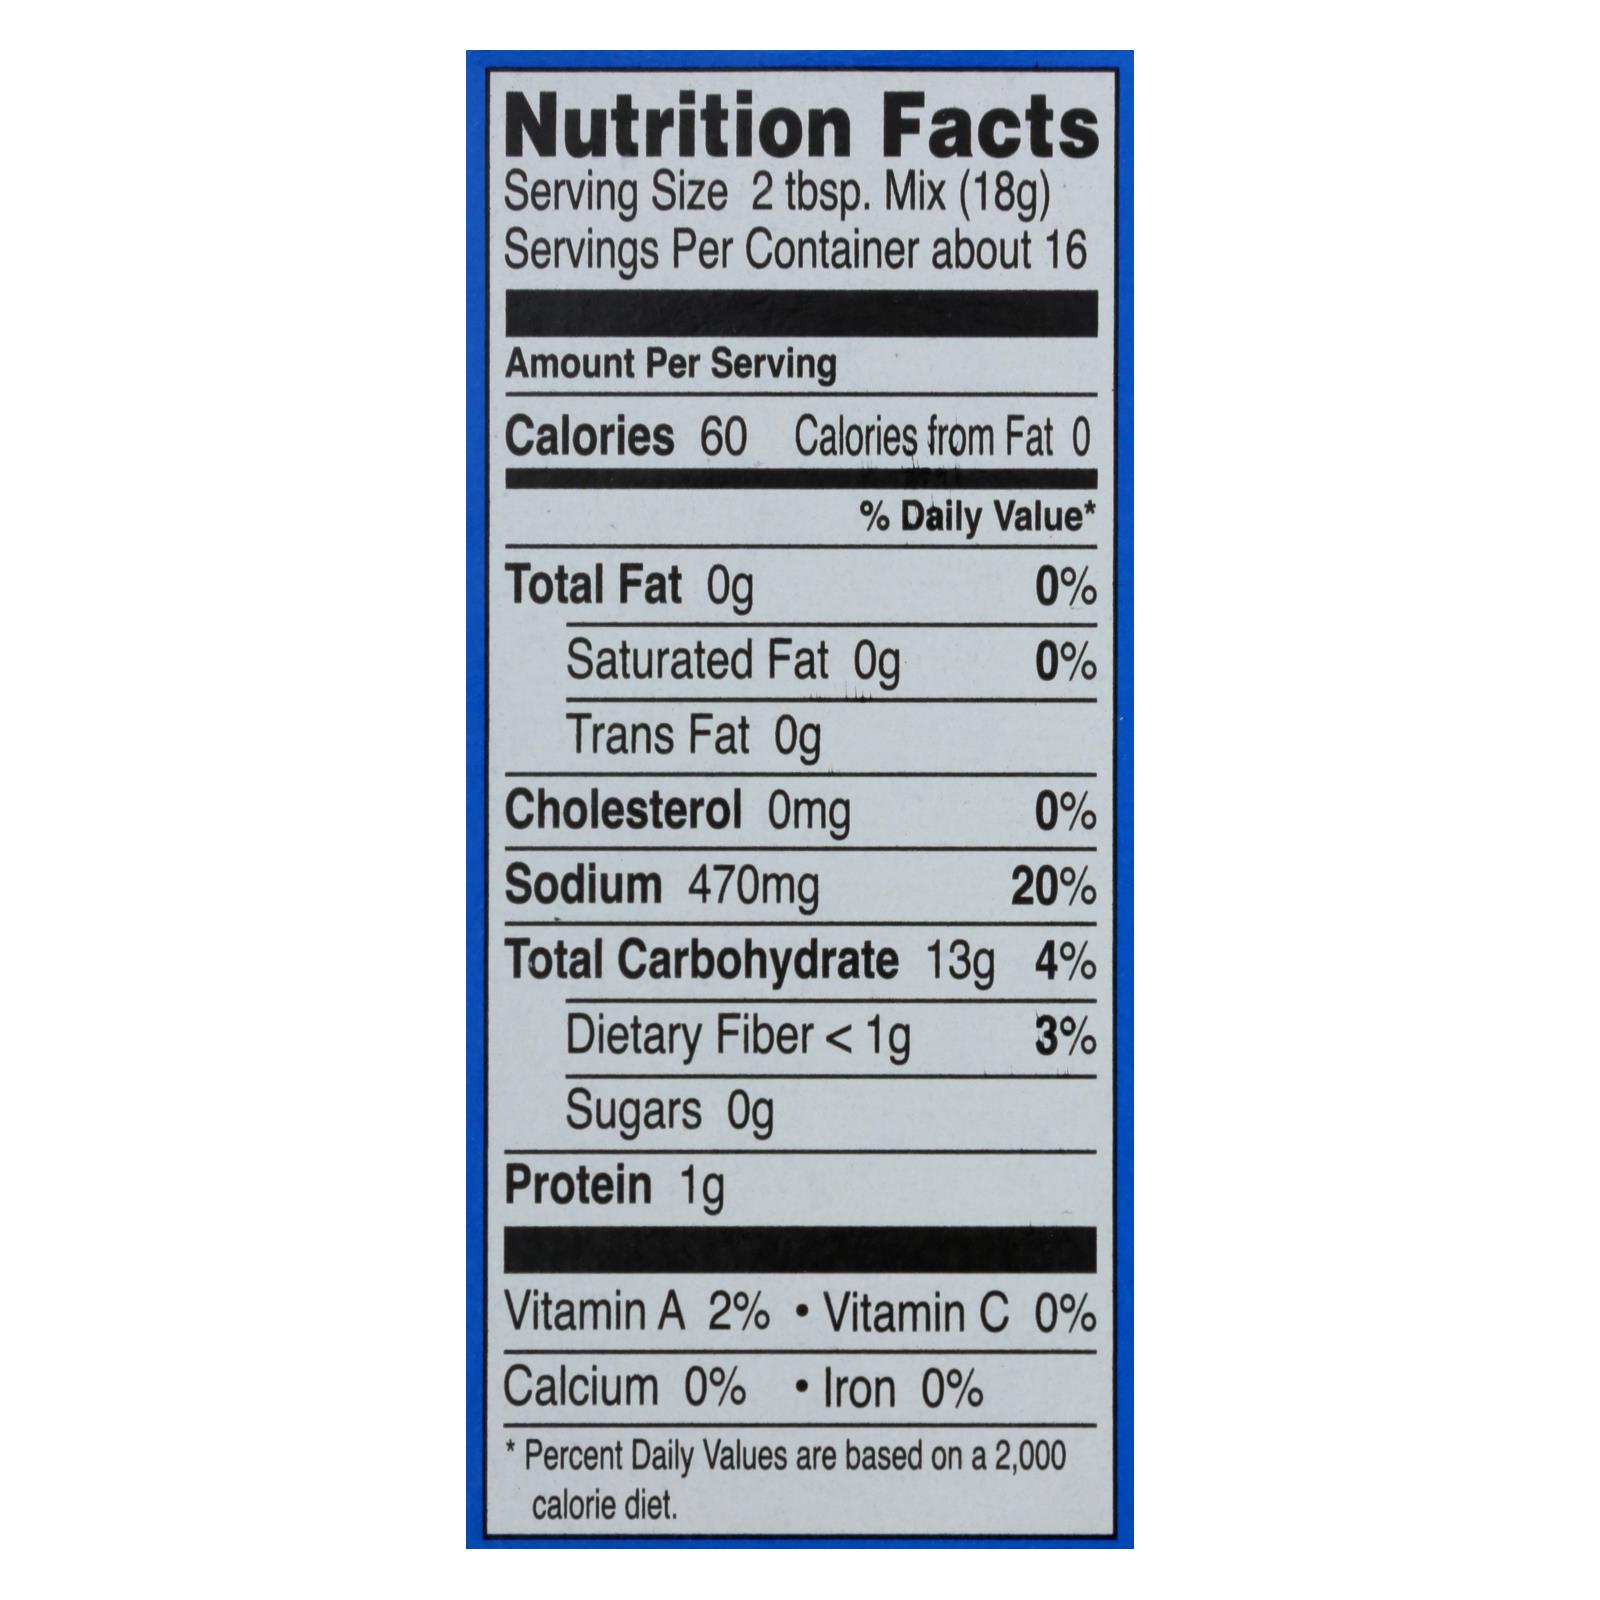 Nutrition Facts
Serving Size 2 tbsp. Mix (18g)
Servings Per Container about 16
Amount Per Serving
Calories 60 Calories from Fat 0
% Daily Value*
Total Fat 0g 0%
Saturated Fat 0g 0%
Trans Fat 0g
Cholesterol 0mg 0%
Sodium 470mg 20%
Total Carbohydrate 13g 4%
Dietary Fiber < 1g 3%
Sugars 0g
Protein 1g
Vitamin A 2% • Vitamin C 0%
Calcium 0% • Iron 0%
* Percent Daily Values are based on a 2,000
calorie diet.